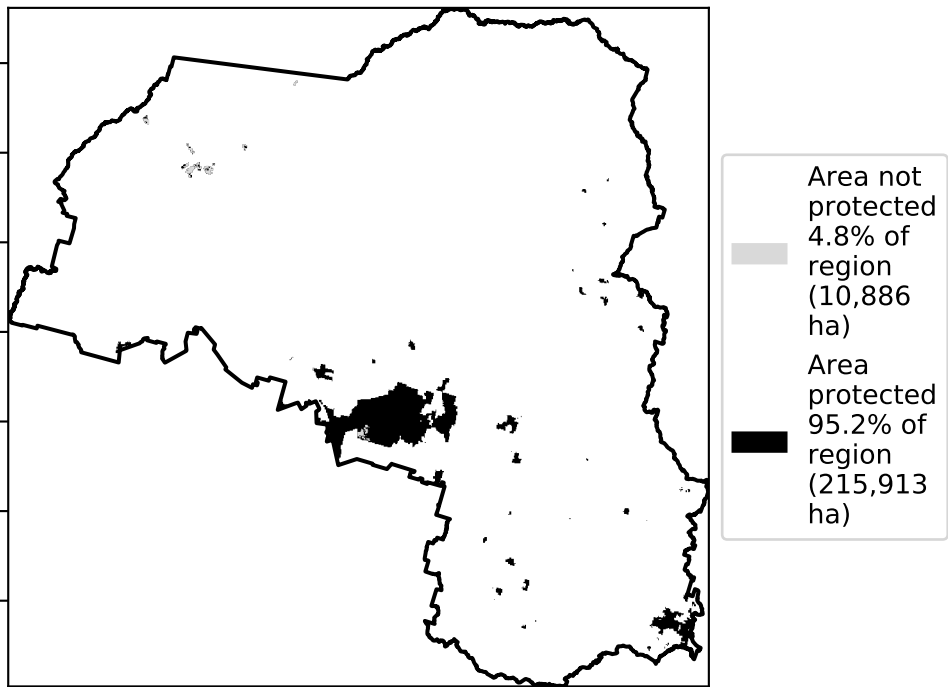 Area not
protected
4.8% of
region
(10,886
ha)
Area
protected
95.2% of
region
(215,913
ha)